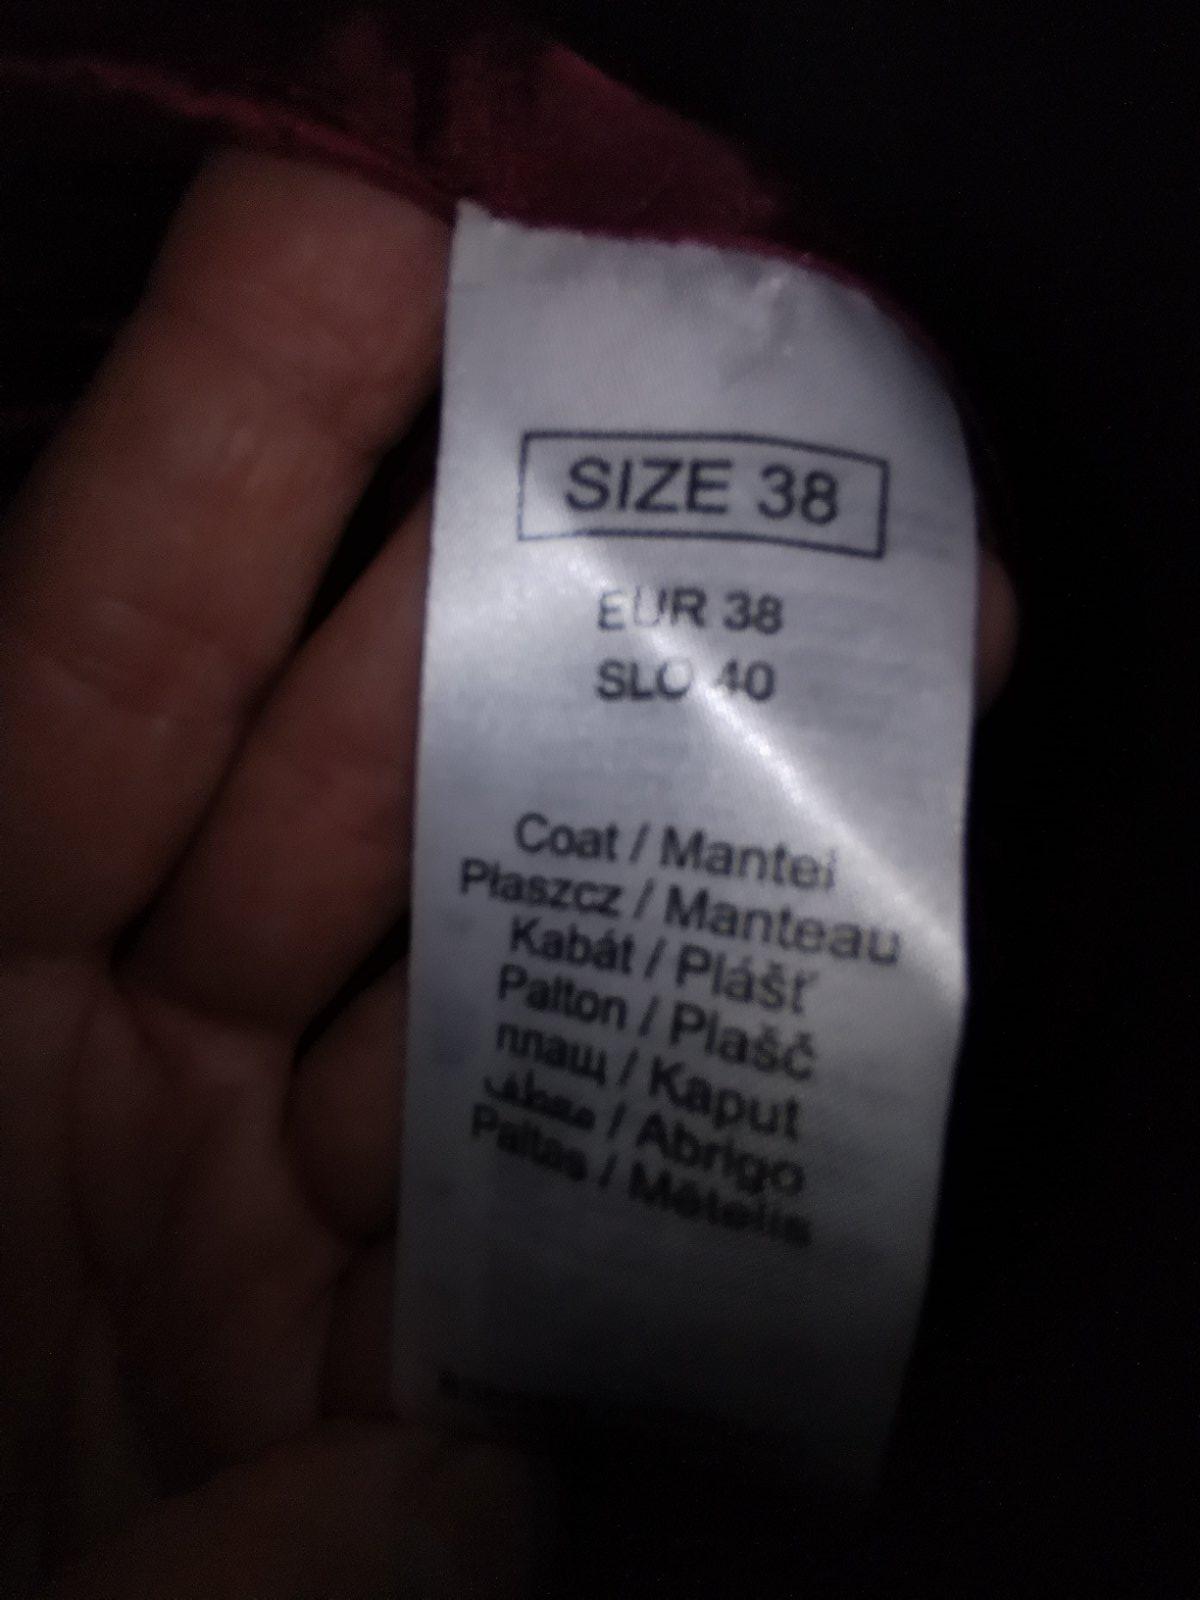 SIZE 38
EUR 38
SLO 40
Coat / Mantel
Płaszcz / Manteau
Kabát / Plášť
Palton / Plašč
плащ / Kaput
معطف / Abrigo
Paltas / Mētelis